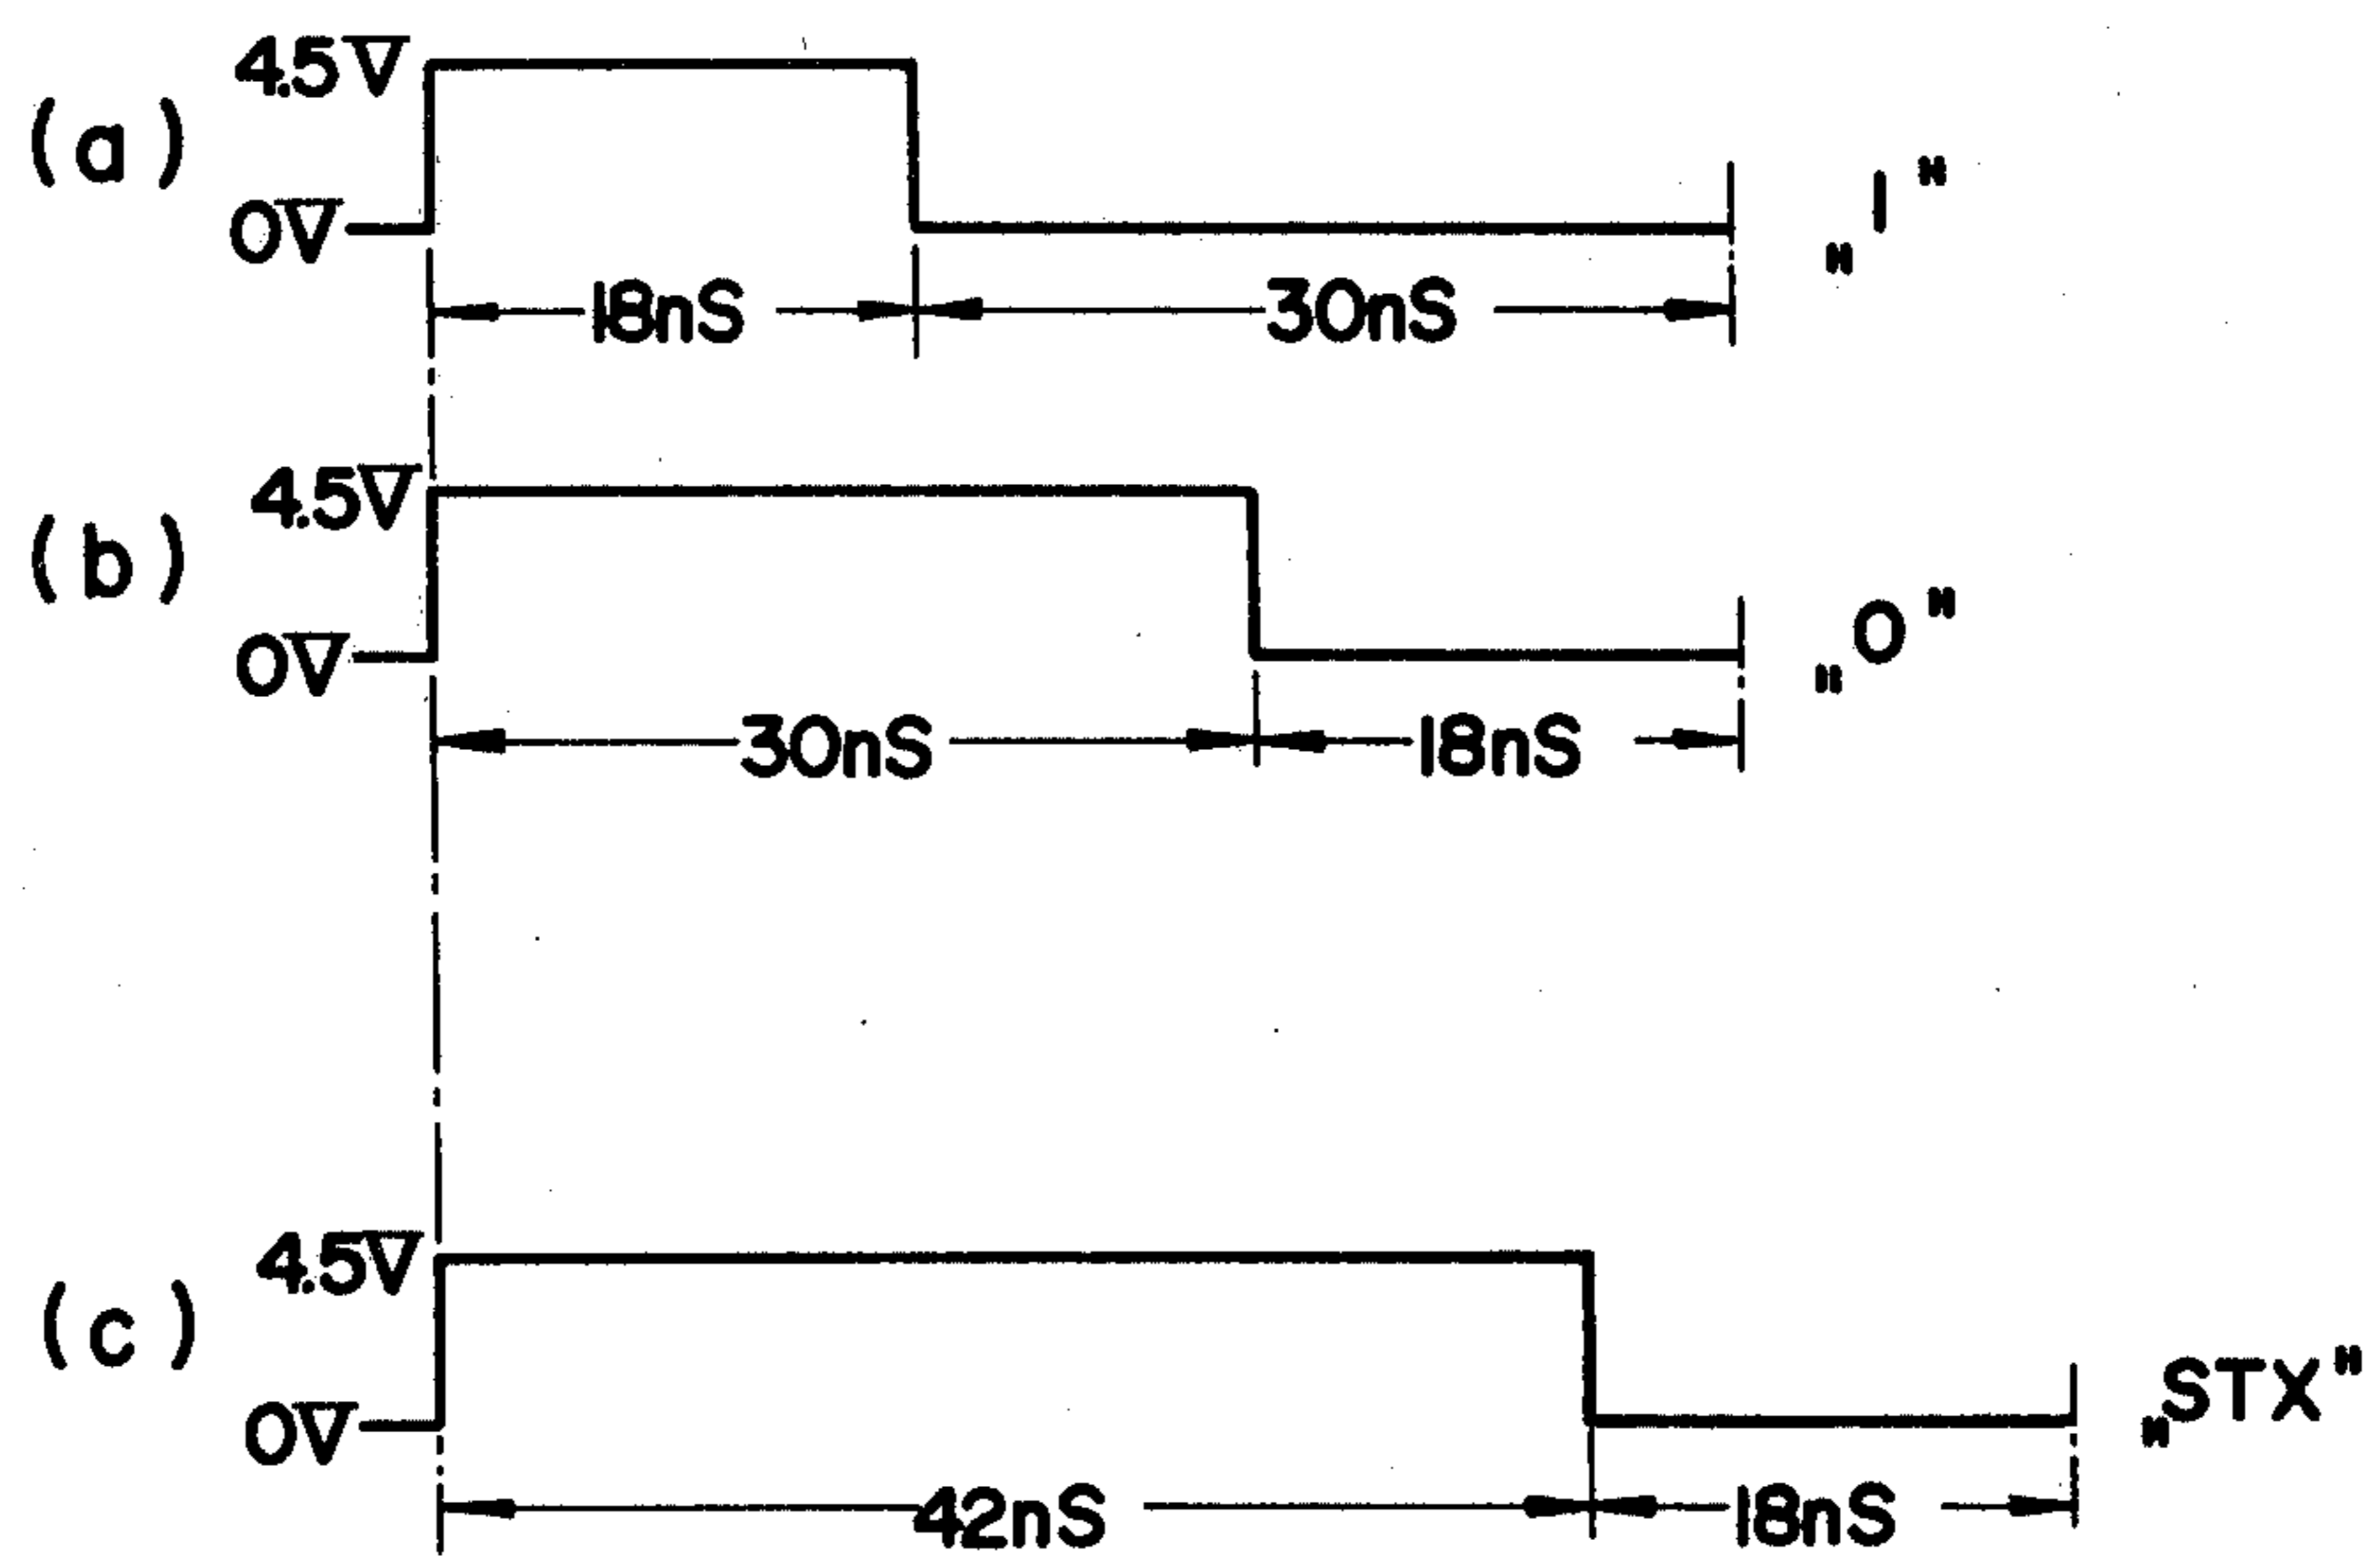 4.5V
(a)
0V
„1"
18nS 30nS
4.5V
(b)
0V
„0"
30nS 18nS
4.5V
(c)
0V
„STX"
42nS 18nS